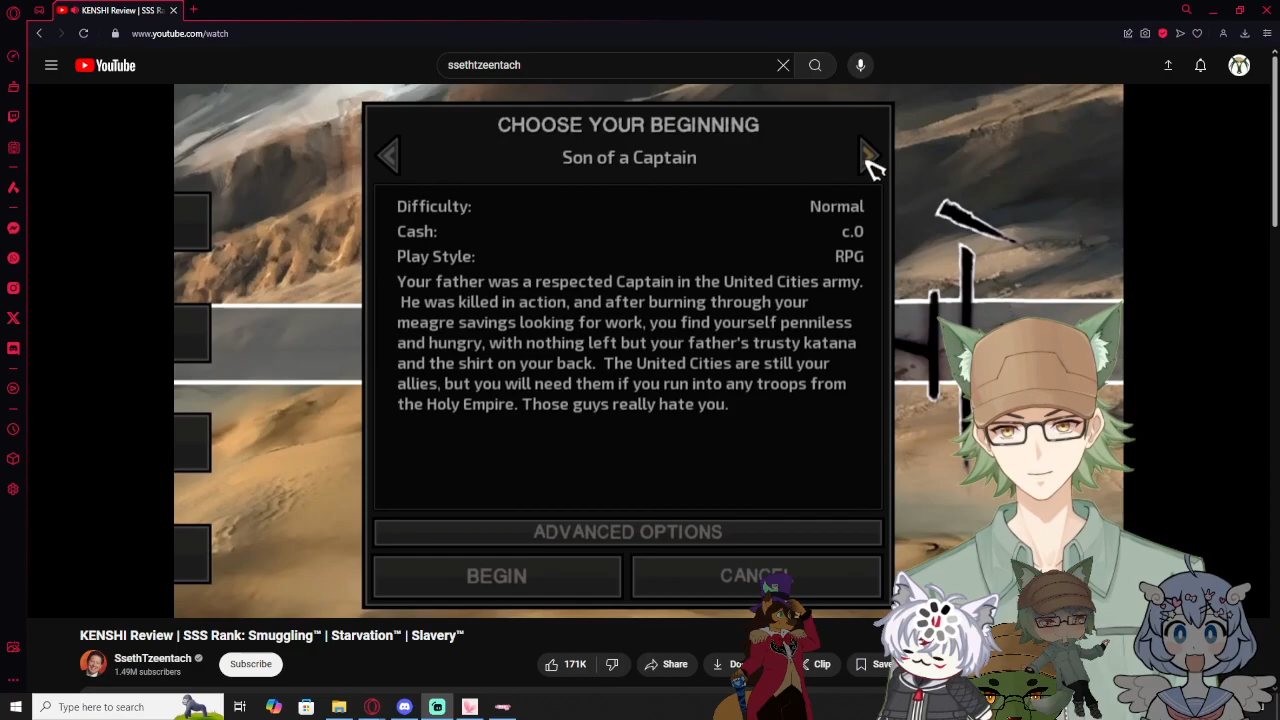 KENSHI Review | SSS R
www.youtube.com/watch
YouTube
ssethtzeentach
CHOOSE YOUR BEGINNING
Son of a Captain
Difficulty: Normal
Cash: c.0
Play Style: RPG
Your father was a respected Captain in the United Cities army.
He was killed in action, and after burning through your
meagre savings looking for work, you find yourself penniless
and hungry, with nothing left but your father's trusty katana
and the shirt on your back. The United Cities are still your
allies, but you will need them if you run into any troops from
the Holy Empire. Those guys really hate you.
ADVANCED OPTIONS
BEGIN CANCEL
KENSHI Review | SSS Rank: Smuggling™ | Starvation™ | Slavery™
SsethTzeentach
1.49M subscribers
Subscribe
171K
Share
Do
Clip
Save
Type here to search